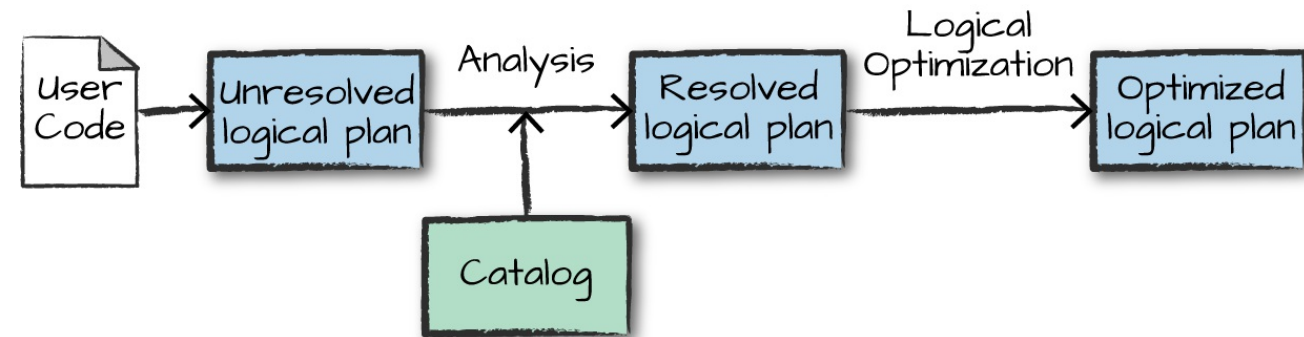 User
Code
Unresolved
logical plan
Analysis
Resolved
logical plan
Logical
Optimization
Optimized
logical plan
Catalog